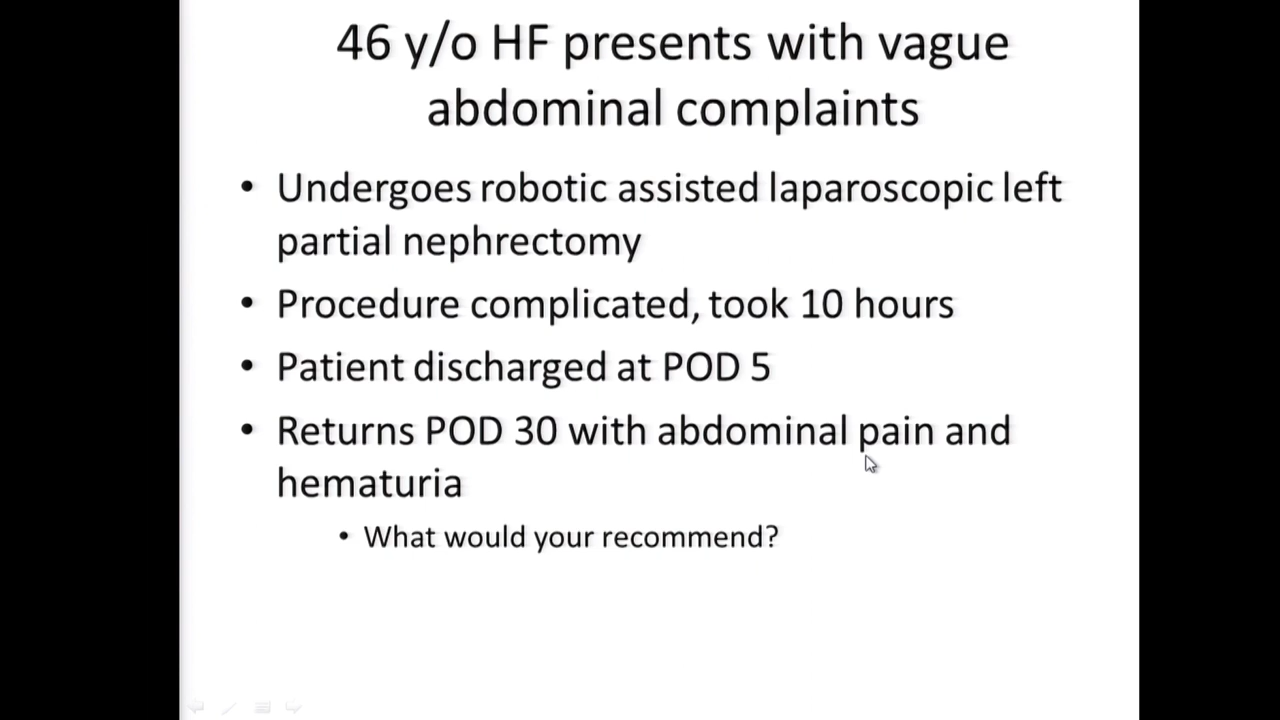 46 y/o HF presents with vague
abdominal complaints
• Undergoes robotic assisted laparoscopic left
partial nephrectomy
• Procedure complicated, took 10 hours
• Patient discharged at POD 5
• Returns POD 30 with abdominal pain and
hematuria
• What would your recommend?